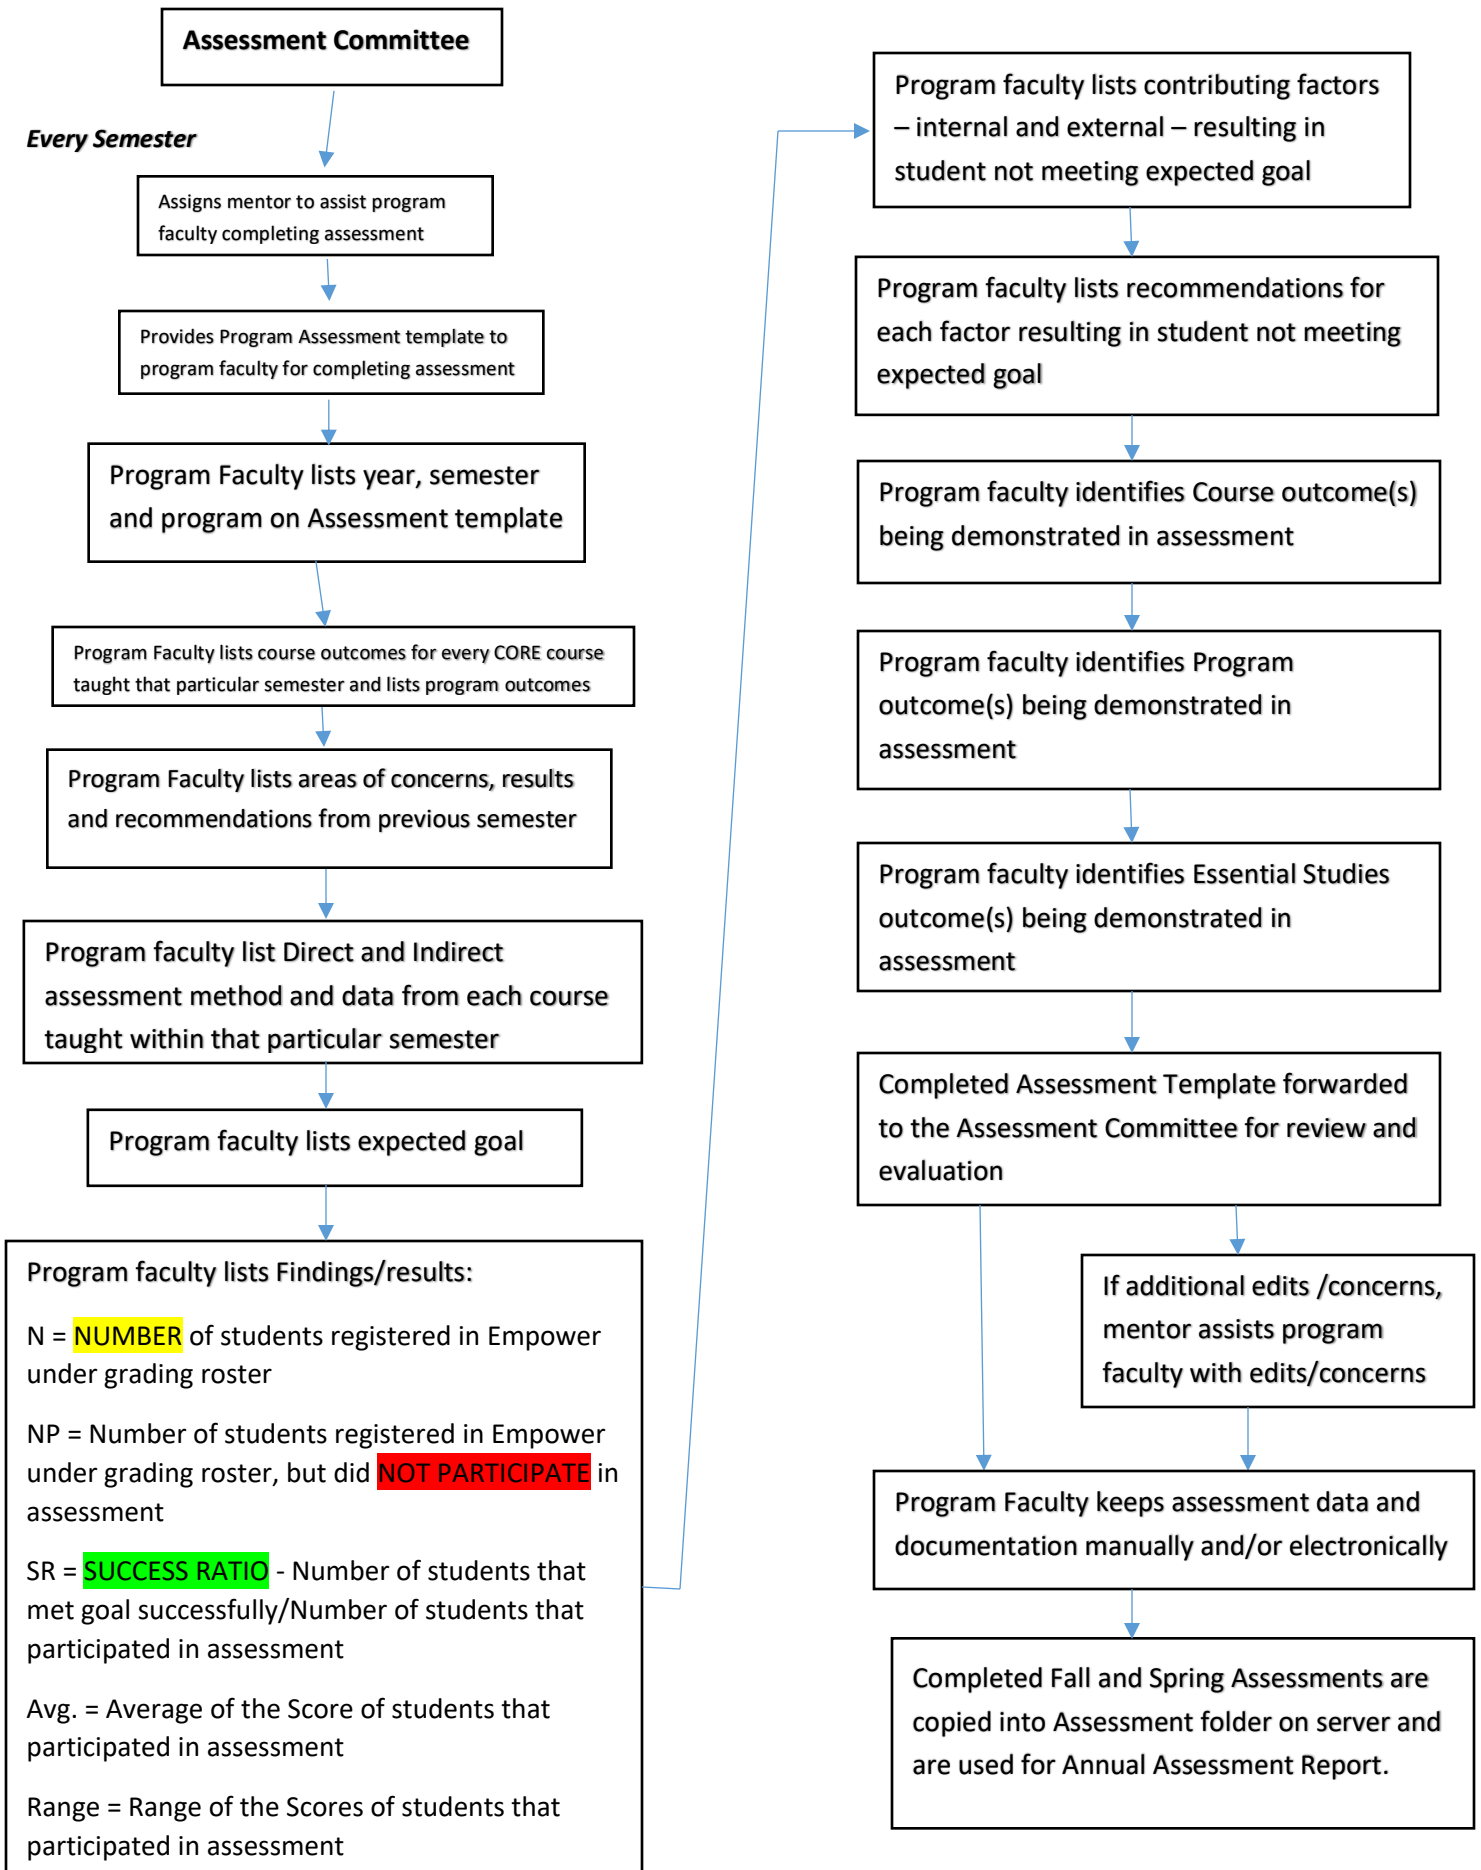 Assessment Committee
Every Semester
Assigns mentor to assist program
faculty completing assessment
Provides Program Assessment template to
program faculty for completing assessment
Program Faculty lists year, semester
and program on Assessment template
Program Faculty lists course outcomes for every CORE course
taught that particular semester and lists program outcomes
Program Faculty lists areas of concerns, results
and recommendations from previous semester
Program faculty list Direct and Indirect
assessment method and data from each course
taught within that particular semester
Program faculty lists expected goal
Program faculty lists Findings/results:
N = NUMBER of students registered in Empower
under grading roster
NP = Number of students registered in Empower
under grading roster, but did NOT PARTICIPATE in
assessment
SR = SUCCESS RATIO - Number of students that
met goal successfully/Number of students that
participated in assessment
Avg. = Average of the Score of students that
participated in assessment
Range = Range of the Scores of students that
participated in assessment
Program faculty lists contributing factors
– internal and external – resulting in
student not meeting expected goal
Program faculty lists recommendations for
each factor resulting in student not meeting
expected goal
Program faculty identifies Course outcome(s)
being demonstrated in assessment
Program faculty identifies Program
outcome(s) being demonstrated in
assessment
Program faculty identifies Essential Studies
outcome(s) being demonstrated in
assessment
Completed Assessment Template forwarded
to the Assessment Committee for review and
evaluation
If additional edits /concerns,
mentor assists program
faculty with edits/concerns
Program Faculty keeps assessment data and
documentation manually and/or electronically
Completed Fall and Spring Assessments are
copied into Assessment folder on server and
are used for Annual Assessment Report.